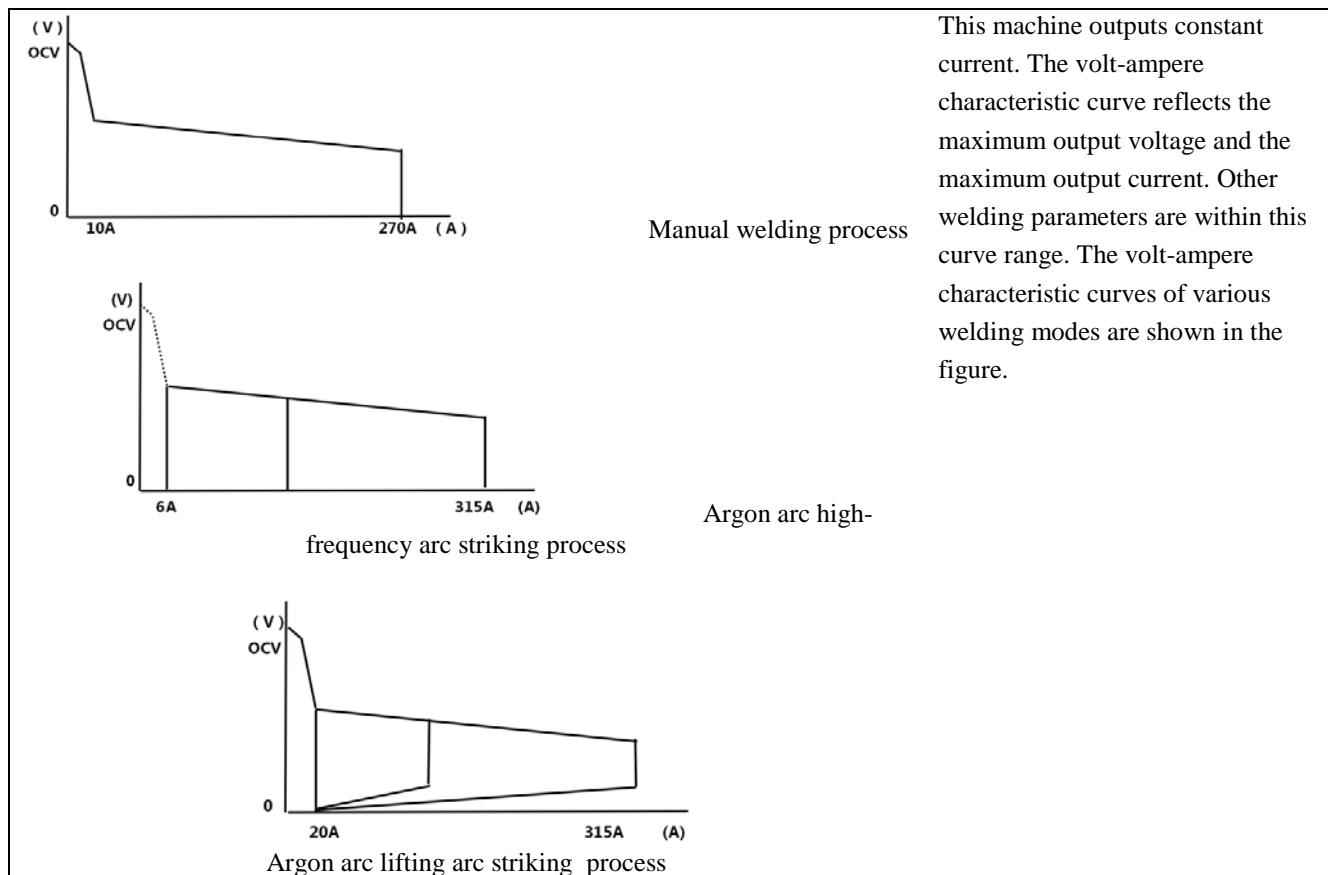 ( V )
OCV
0
10A 270A ( A )
Manual welding process
(V)
OCV
0
6A 315A (A)
Argon arc high-
frequency arc striking process
( V )
OCV
0
20A 315A (A)
Argon arc lifting arc striking process
This machine outputs constant
current. The volt-ampere
characteristic curve reflects the
maximum output voltage and the
maximum output current. Other
welding parameters are within this
curve range. The volt-ampere
characteristic curves of various
welding modes are shown in the
figure.